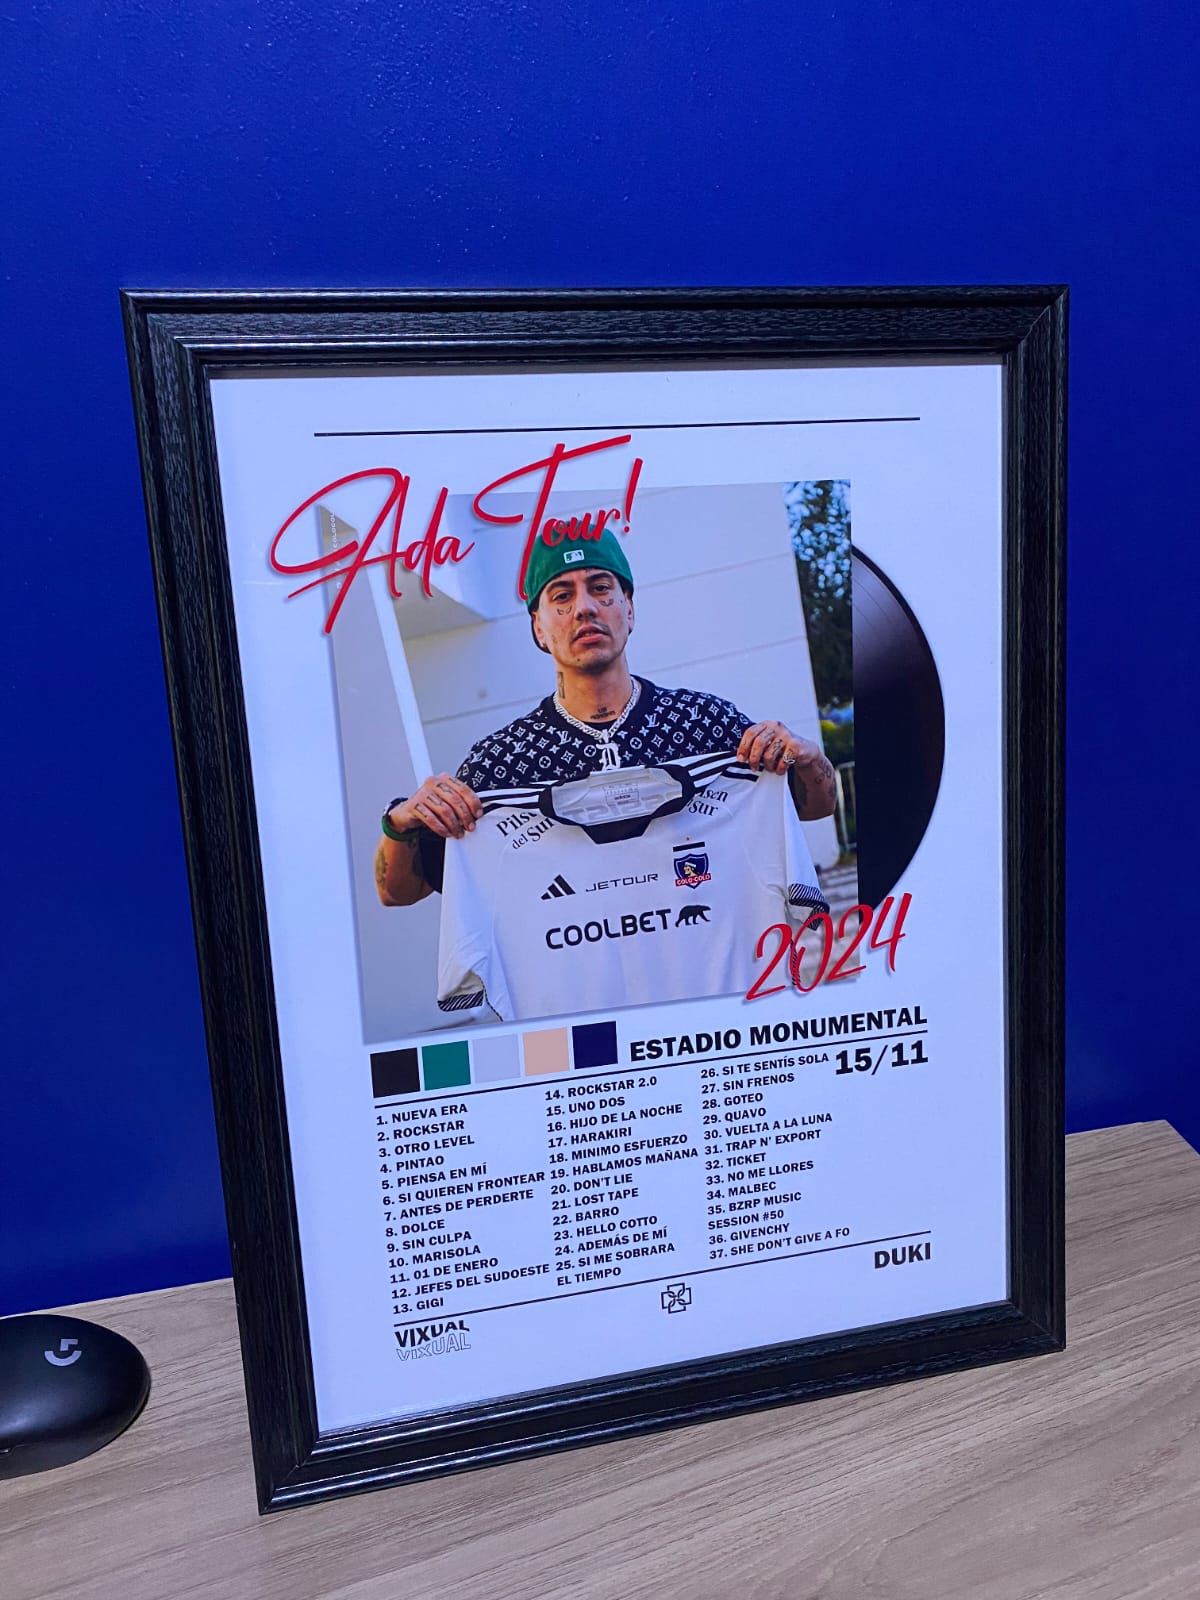 Ada Tour!
Pilsen
del Sur
lsen
Sur
JETOUR
COLO-COLO
COOLBET
2024
ESTADIO MONUMENTAL
15/11
1. NUEVA ERA
2. ROCKSTAR
3. OTRO LEVEL
4. PINTAO
5. PIENSA EN MÍ
6. SI QUIEREN FRONTEAR
7. ANTES DE PERDERTE
8. DOLCE
9. SIN CULPA
10. MARISOLA
11. 01 DE ENERO
12. JEFES DEL SUDOESTE
13. GIGI
14. ROCKSTAR 2.0
15. UNO DOS
16. HIJO DE LA NOCHE
17. HARAKIRI
18. MINIMO ESFUERZO
19. HABLAMOS MAÑANA
20. DON'T LIE
21. LOST TAPE
22. BARRO
23. HELLO COTTO
24. ADEMÁS DE MÍ
25. SI ME SOBRARA
EL TIEMPO
26. SI TE SENTÍS SOLA
27. SIN FRENOS
28. GOTEO
29. QUAVO
30. VUELTA A LA LUNA
31. TRAP N' EXPORT
32. TICKET
33. NO ME LLORES
34. MALBEC
35. BZRP MUSIC
SESSION #50
36. GIVENCHY
37. SHE DON'T GIVE A FO
DUKI
VIXUAL
VIXUAL